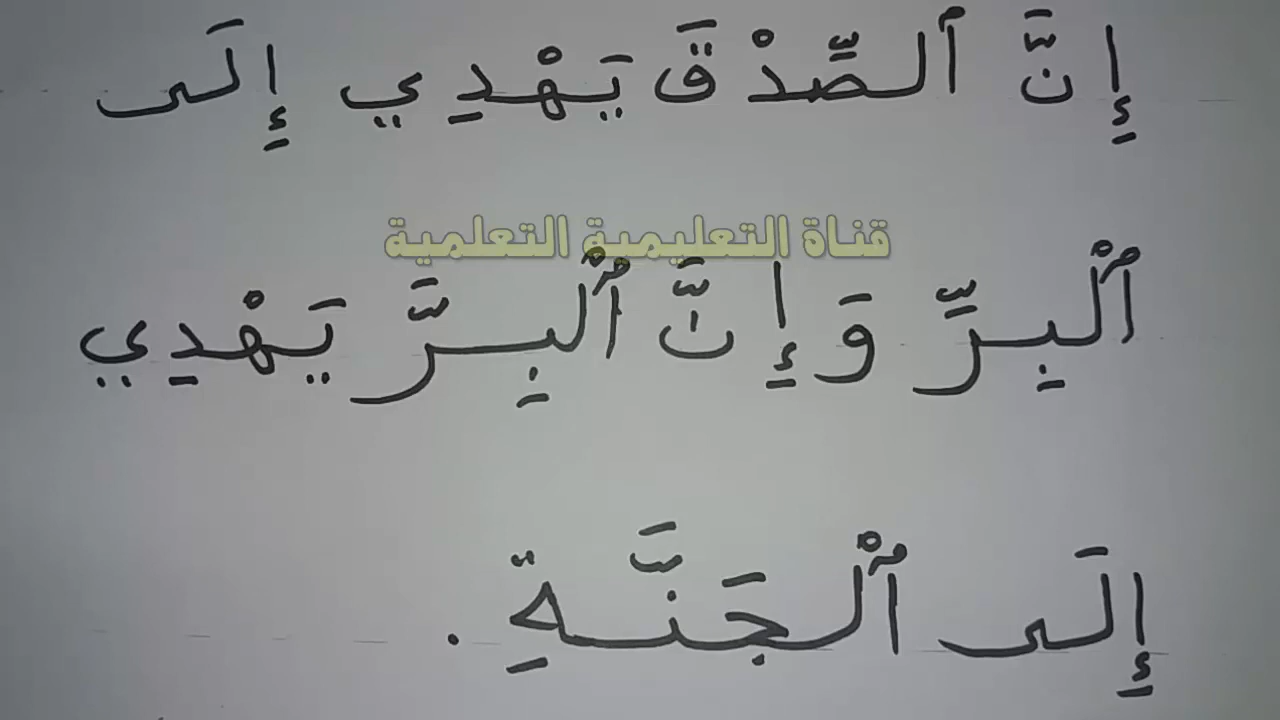 إِنَّ ٱلصِّدْقَ يَهْدِي إِلَى
قناة التعليمية التعلمية
ٱلْبِرِّ وَإِنَّ ٱلْبِرَّ يَهْدِي
إِلَى ٱلْجَنَّةِ.